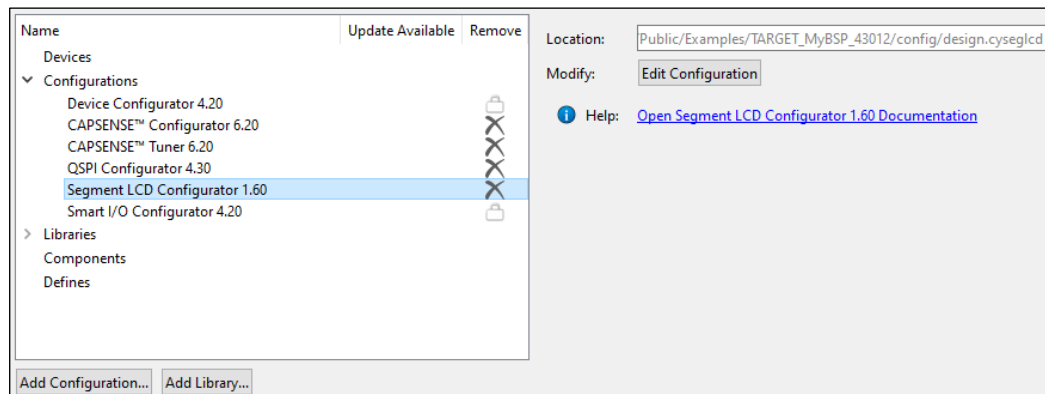 Name Update Available Remove
Devices
Configurations
Device Configurator 4.20
CAPSENSE™ Configurator 6.20
CAPSENSE™ Tuner 6.20
QSPI Configurator 4.30
Segment LCD Configurator 1.60
Smart I/O Configurator 4.20
Libraries
Components
Defines
Add Configuration... Add Library...
Location: Public/Examples/TARGET_MyBSP_43012/config/design.cyseglcd
Modify: Edit Configuration
Help: Open Segment LCD Configurator 1.60 Documentation